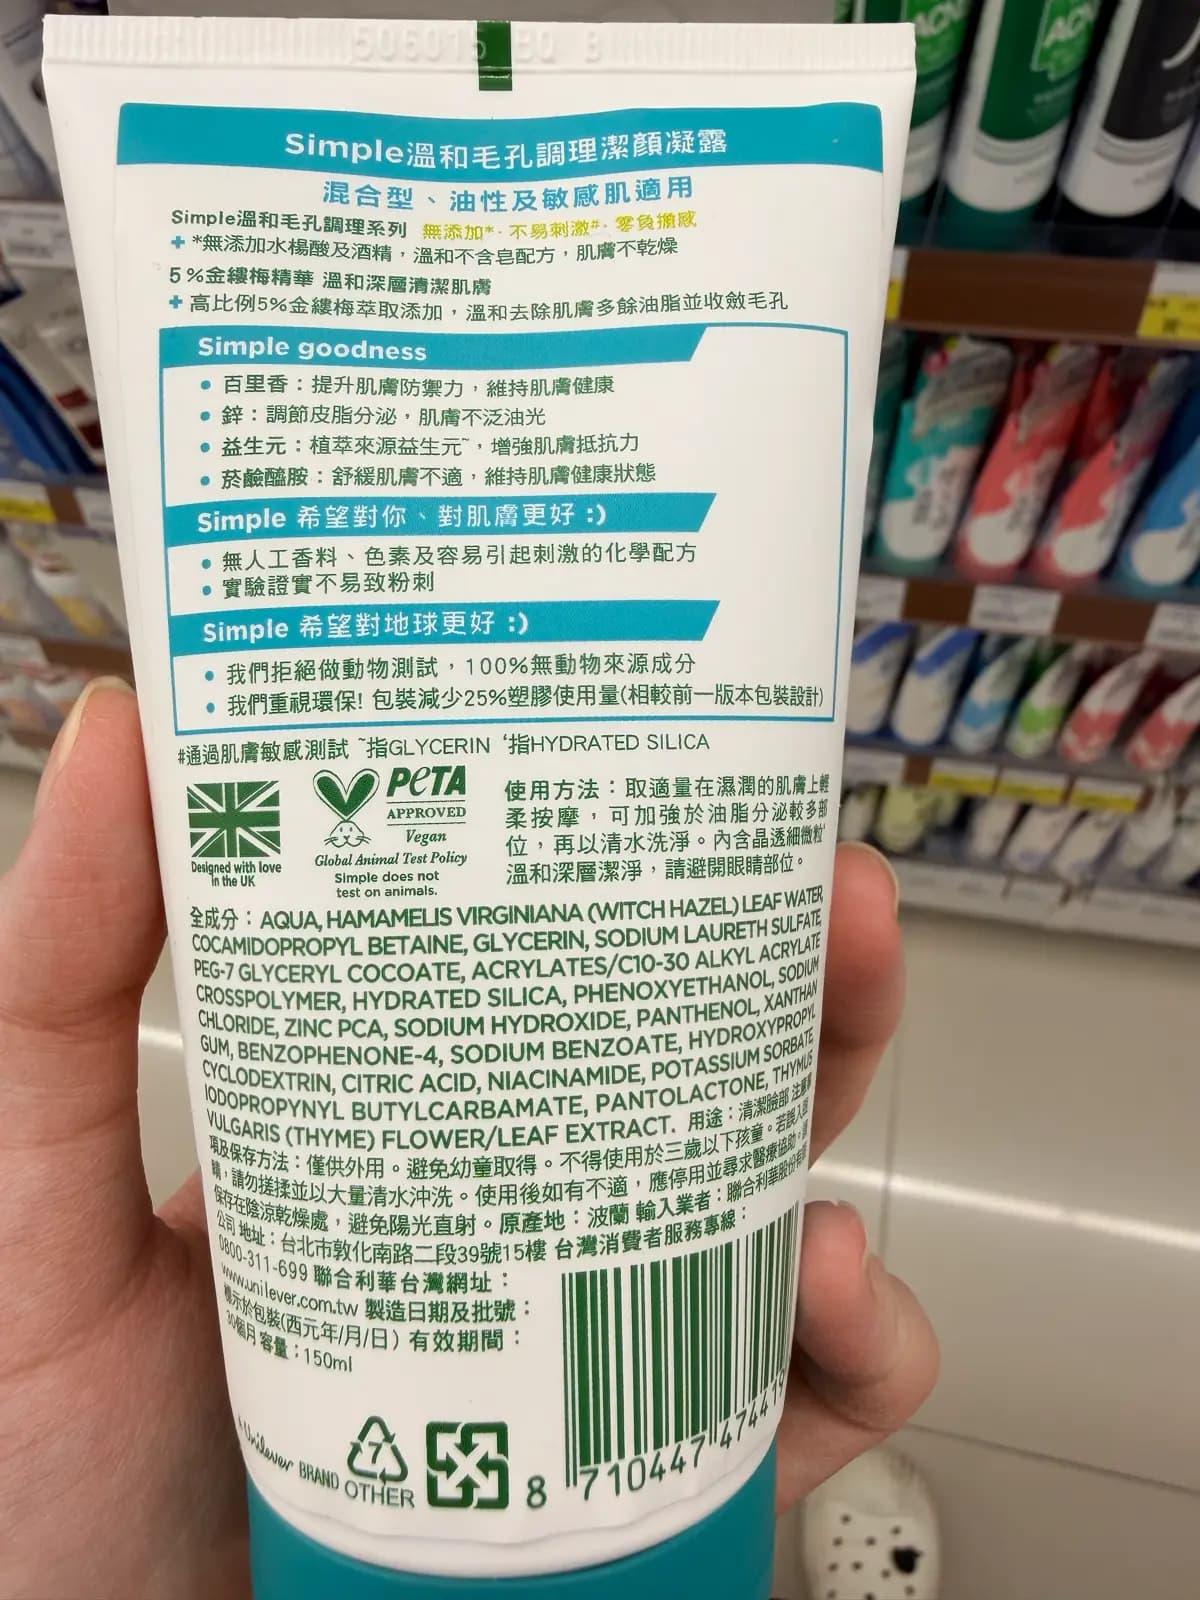 506015 BQ B
Simple溫和毛孔調理潔顏凝露
混合型、油性及敏感肌適用
Simple溫和毛孔調理系列 無添加*·不易刺激#·零負擔感
+ *無添加水楊酸及酒精，溫和不含皂配方，肌膚不乾燥
5%金縷梅精華 溫和深層清潔肌膚
+ 高比例5%金縷梅萃取添加，溫和去除肌膚多餘油脂並收斂毛孔
Simple goodness
• 百里香：提升肌膚防禦力，維持肌膚健康
• 鋅：調節皮脂分泌，肌膚不泛油光
• 益生元：植萃來源益生元~，增強肌膚抵抗力
• 菸鹼醯胺：舒緩肌膚不適，維持肌膚健康狀態
Simple 希望對你、對肌膚更好 :)
• 無人工香料、色素及容易引起刺激的化學配方
• 實驗證實不易致粉刺
Simple 希望對地球更好 :)
• 我們拒絕做動物測試，100%無動物來源成分
• 我們重視環保! 包裝減少25%塑膠使用量(相較前一版本包裝設計)
#通過肌膚敏感測試 ~指GLYCERIN ‘指HYDRATED SILICA
Designed with love
in the UK
PETA
APPROVED
Vegan
Global Animal Test Policy
Simple does not
test on animals.
使用方法：取適量在濕潤的肌膚上輕
柔按摩，可加強於油脂分泌較多部
位，再以清水洗淨。內含晶透細微粒‘
溫和深層潔淨，請避開眼睛部位。
全成分：AQUA, HAMAMELIS VIRGINIANA (WITCH HAZEL) LEAF WATER,
COCAMIDOPROPYL BETAINE, GLYCERIN, SODIUM LAURETH SULFATE,
PEG-7 GLYCERYL COCOATE, ACRYLATES/C10-30 ALKYL ACRYLATE
CROSSPOLYMER, HYDRATED SILICA, PHENOXYETHANOL, SODIUM
CHLORIDE, ZINC PCA, SODIUM HYDROXIDE, PANTHENOL, XANTHAN
GUM, BENZOPHENONE-4, SODIUM BENZOATE, HYDROXYPROPYL
CYCLODEXTRIN, CITRIC ACID, NIACINAMIDE, POTASSIUM SORBATE,
IODOPROPYNYL BUTYLCARBAMATE, PANTOLACTONE, THYMUS
VULGARIS (THYME) FLOWER/LEAF EXTRACT. 用途：清潔臉部 注意事
項及保存方法：僅供外用。避免幼童取得。不得使用於三歲以下孩童。若誤入眼
睛，請勿搓揉並以大量清水沖洗。使用後如有不適，應停用並尋求醫療協助。請
保存在陰涼乾燥處，避免陽光直射。原產地：波蘭 輸入業者：聯合利華股份有限
公司 地址：台北市敦化南路二段39號15樓 台灣消費者服務專線：
0800-311-699 聯合利華台灣網址：
www.unilever.com.tw 製造日期及批號：
標示於包裝(西元年/月/日) 有效期間：
30個月 容量：150ml
A Unilever BRAND
7
OTHER
8 710447 474419
ACN
ACN